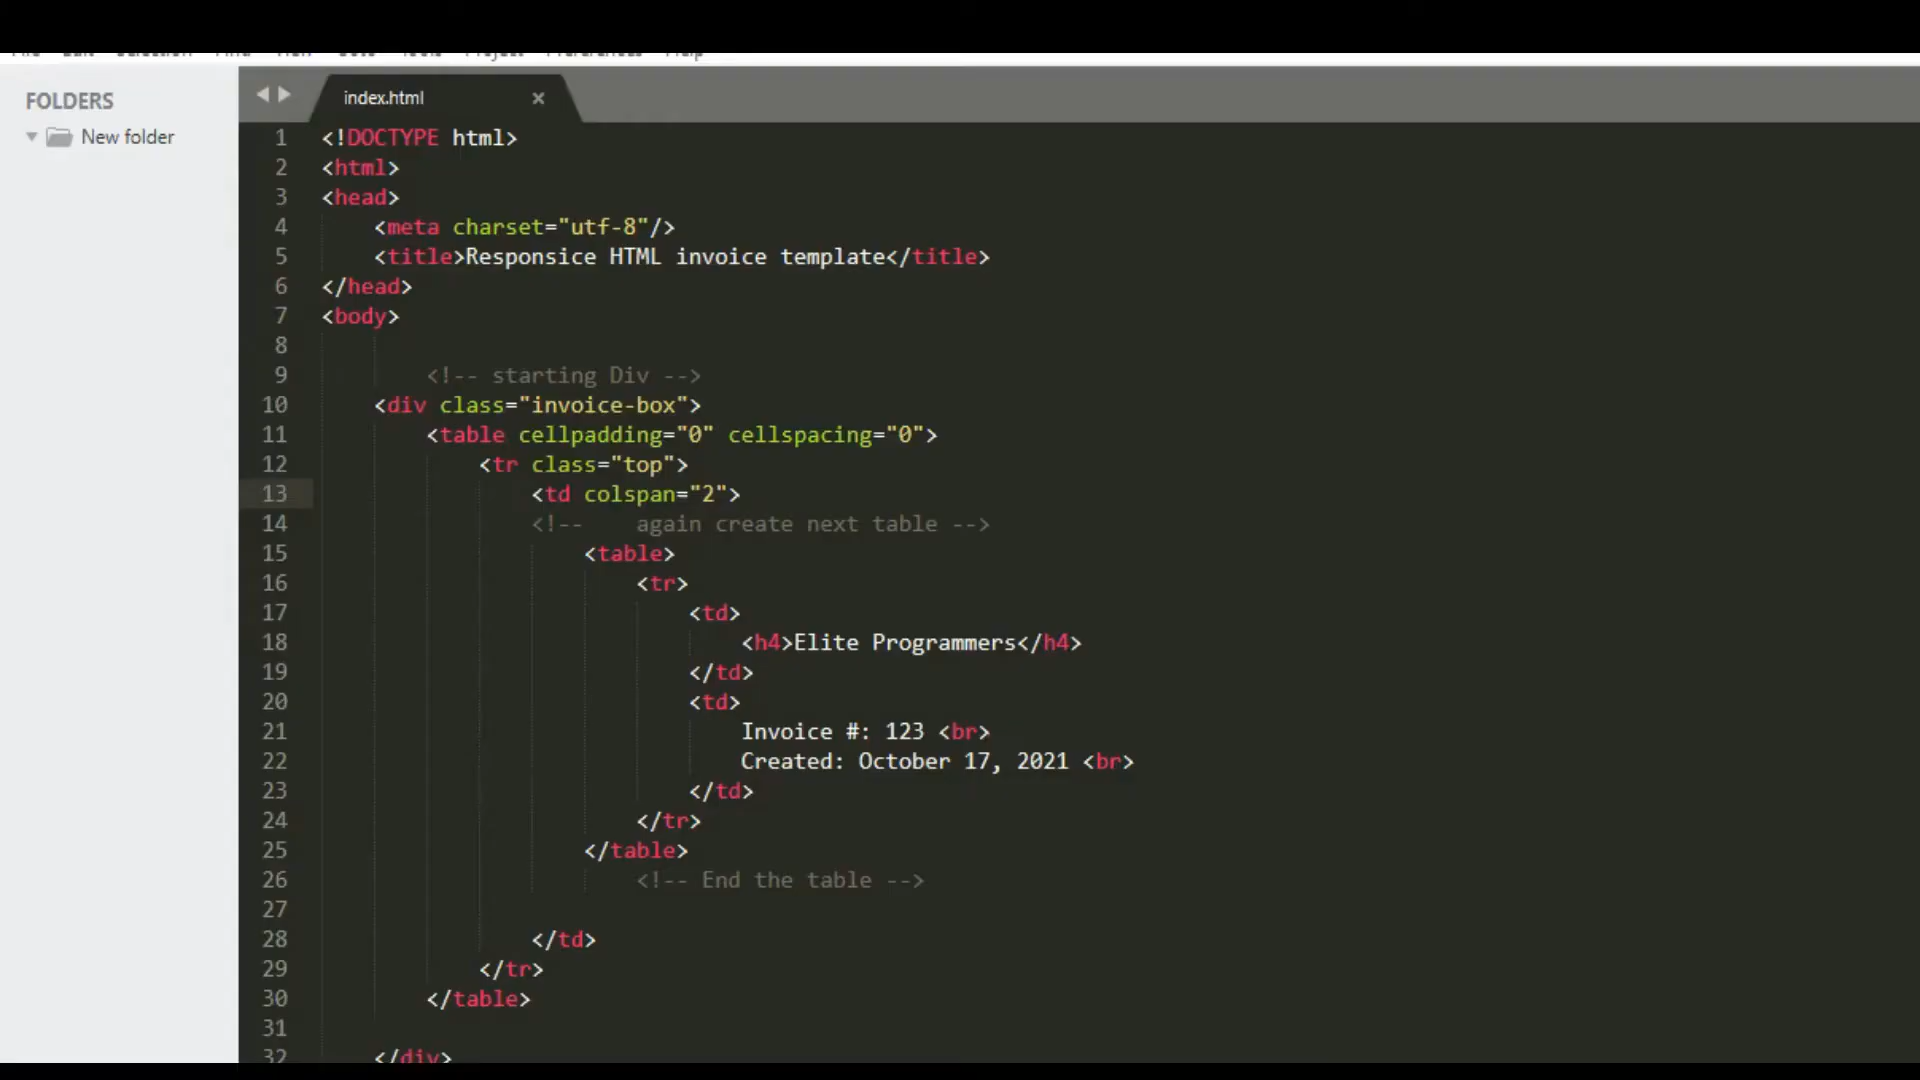 FOLDERS
New folder
index.html
1 <!DOCTYPE html>
2 <html>
3 <head>
4 <meta charset="utf-8"/>
5 <title>Responsice HTML invoice template</title>
6 </head>
7 <body>
8
9 <!-- starting Div -->
10 <div class="invoice-box">
11 <table cellpadding="0" cellspacing="0">
12 <tr class="top">
13 <td colspan="2">
14 <!-- again create next table -->
15 <table>
16 <tr>
17 <td>
18 <h4>Elite Programmers</h4>
19 </td>
20 <td>
21 Invoice #: 123 <br>
22 Created: October 17, 2021 <br>
23 </td>
24 </tr>
25 </table>
26 <!-- End the table -->
27
28 </td>
29 </tr>
30 </table>
31
32 </div>